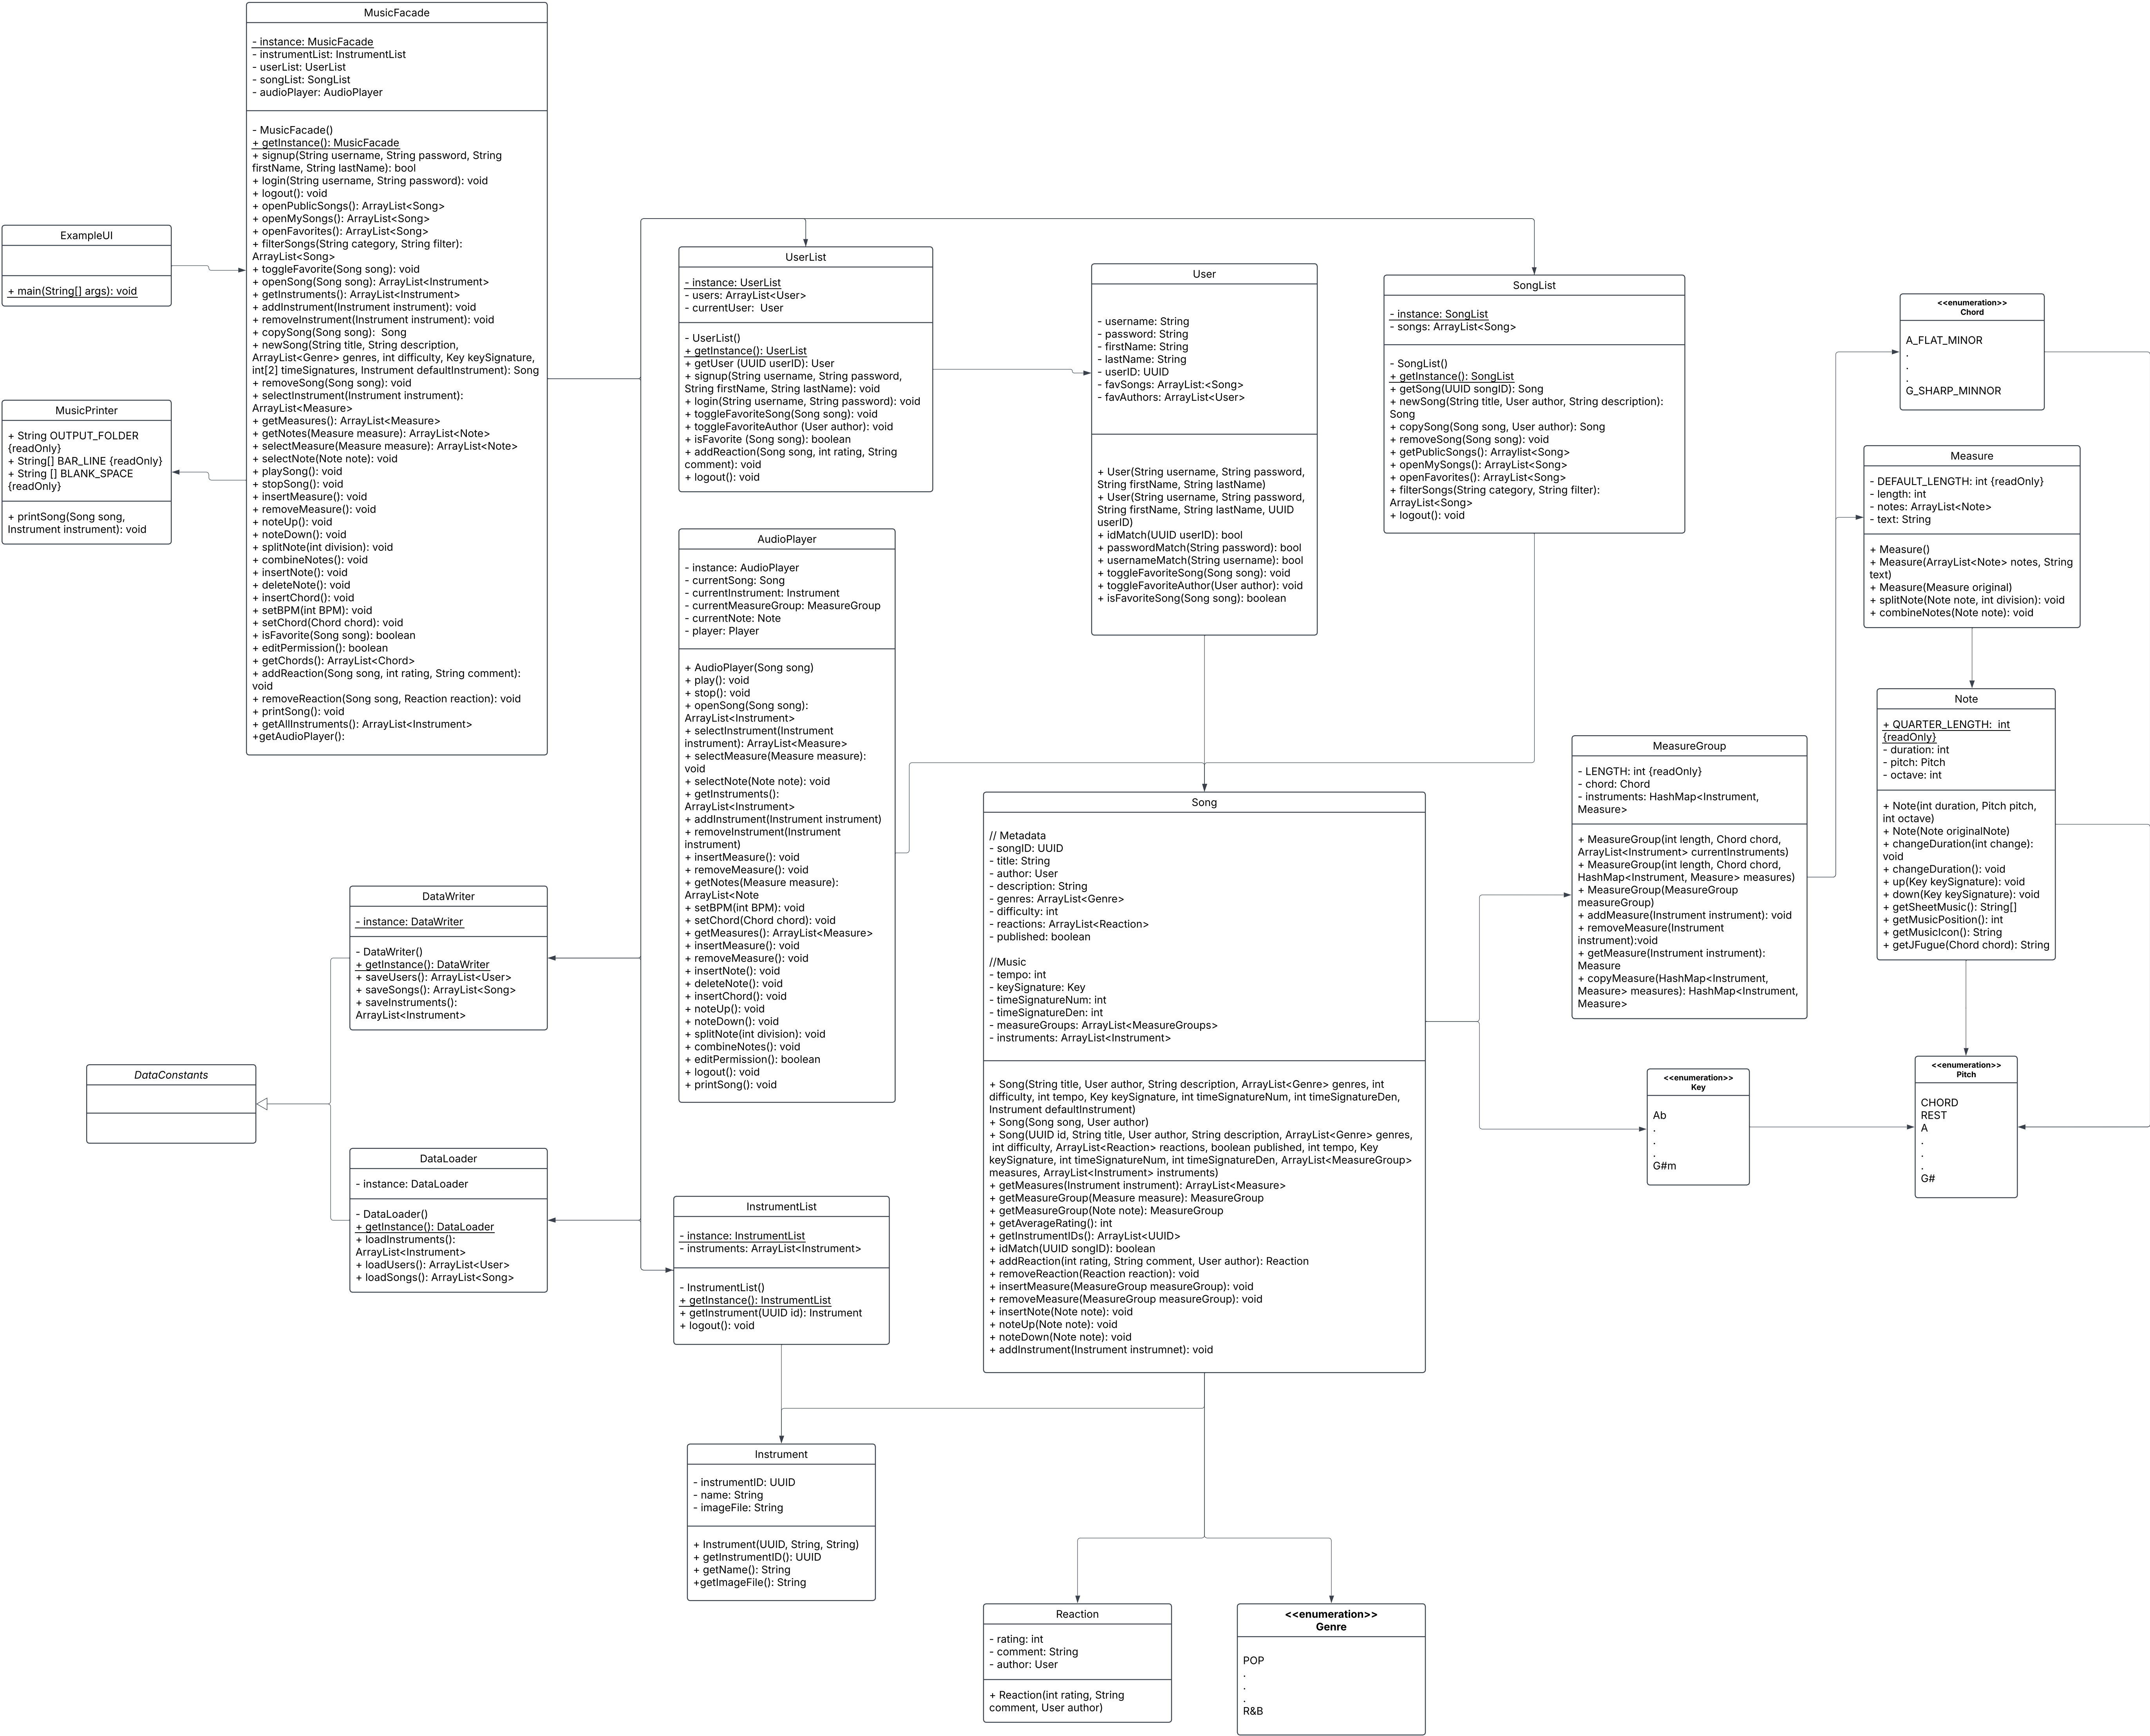 MusicFacade
- instance: MusicFacade
- instrumentList: InstrumentList
- userList: UserList
- songList: SongList
- audioPlayer: AudioPlayer
- MusicFacade()
+ getInstance(): MusicFacade
+ signup(String username, String password, String
firstName, String lastName): bool
+ login(String username, String password): void
+ logout(): void
+ openPublicSongs(): ArrayList<Song>
+ openMySongs(): ArrayList<Song>
+ openFavorites(): ArrayList<Song>
+ filterSongs(String category, String filter):
ArrayList<Song>
+ toggleFavorite(Song song): void
+ openSong(Song song): ArrayList<Instrument>
+ getInstruments(): ArrayList<Instrument>
+ addInstrument(Instrument instrument): void
+ removeInstrument(Instrument instrument): void
+ copySong(Song song):  Song
+ newSong(String title, String description,
ArrayList<Genre> genres, int difficulty, Key keySignature,
int[2] timeSignatures, Instrument defaultInstrument): Song
+ removeSong(Song song): void
+ selectInstrument(Instrument instrument):
ArrayList<Measure>
+ getMeasures(): ArrayList<Measure>
+ getNotes(Measure measure): ArrayList<Note>
+ selectMeasure(Measure measure): ArrayList<Note>
+ selectNote(Note note): void
+ playSong(): void
+ stopSong(): void
+ insertMeasure(): void
+ removeMeasure(): void
+ noteUp(): void
+ noteDown(): void
+ splitNote(int division): void
+ combineNotes(): void
+ insertNote(): void
+ deleteNote(): void
+ insertChord(): void
+ setBPM(int BPM): void
+ setChord(Chord chord): void
+ isFavorite(Song song): boolean
+ editPermission(): boolean
+ getChords(): ArrayList<Chord>
+ addReaction(Song song, int rating, String comment):
void
+ removeReaction(Song song, Reaction reaction): void
+ printSong(): void
+ getAllInstruments(): ArrayList<Instrument>
+getAudioPlayer():
ExampleUI
+ main(String[] args): void
MusicPrinter
+ String OUTPUT_FOLDER
{readOnly}
+ String[] BAR_LINE {readOnly}
+ String [] BLANK_SPACE
{readOnly}
+ printSong(Song song,
Instrument instrument): void
UserList
- instance: UserList
- users: ArrayList<User>
- currentUser:  User
- UserList()
+ getInstance(): UserList
+ getUser (UUID userID): User
+ signup(String username, String password,
String firstName, String lastName): void
+ login(String username, String password): void
+ toggleFavoriteSong(Song song): void
+ toggleFavoriteAuthor (User author): void
+ isFavorite (Song song): boolean
+ addReaction(Song song, int rating, String
comment): void
+ logout(): void
User
- username: String
- password: String
- firstName: String
- lastName: String
- userID: UUID
- favSongs: ArrayList:<Song>
- favAuthors: ArrayList<User>
+ User(String username, String password,
String firstName, String lastName)
+ User(String username, String password,
String firstName, String lastName, UUID
userID)
+ idMatch(UUID userID): bool
+ passwordMatch(String password): bool
+ usernameMatch(String username): bool
+ toggleFavoriteSong(Song song): void
+ toggleFavoriteAuthor(User author): void
+ isFavoriteSong(Song song): boolean
SongList
- instance: SongList
- songs: ArrayList<Song>
- SongList()
+ getInstance(): SongList
+ getSong(UUID songID): Song
+ newSong(String title, User author, String description):
Song
+ copySong(Song song, User author): Song
+ removeSong(Song song): void
+ getPublicSongs(): Arraylist<Song>
+ openMySongs(): ArrayList<Song>
+ openFavorites(): ArrayList<Song>
+ filterSongs(String category, String filter):
ArrayList<Song>
+ logout(): void
<<enumeration>>
Chord
A_FLAT_MINOR
.
.
.
G_SHARP_MINNOR
Measure
- DEFAULT_LENGTH: int {readOnly}
- length: int
- notes: ArrayList<Note>
- text: String
+ Measure()
+ Measure(ArrayList<Note> notes, String
text)
+ Measure(Measure original)
+ splitNote(Note note, int division): void
+ combineNotes(Note note): void
AudioPlayer
- instance: AudioPlayer
- currentSong: Song
- currentInstrument: Instrument
- currentMeasureGroup: MeasureGroup
- currentNote: Note
- player: Player
+ AudioPlayer(Song song)
+ play(): void
+ stop(): void
+ openSong(Song song):
ArrayList<Instrument>
+ selectInstrument(Instrument
instrument): ArrayList<Measure>
+ selectMeasure(Measure measure):
void
+ selectNote(Note note): void
+ getInstruments():
ArrayList<Instrument>
+ addInstrument(Instrument instrument)
+ removeInstrument(Instrument
instrument)
+ insertMeasure(): void
+ removeMeasure(): void
+ getNotes(Measure measure):
ArrayList<Note
+ setBPM(int BPM): void
+ setChord(Chord chord): void
+ getMeasures(): ArrayList<Measure>
+ insertMeasure(): void
+ removeMeasure(): void
+ insertNote(): void
+ deleteNote(): void
+ insertChord(): void
+ noteUp(): void
+ noteDown(): void
+ splitNote(int division): void
+ combineNotes(): void
+ editPermission(): boolean
+ logout(): void
+ printSong(): void
Note
+ QUARTER_LENGTH:  int
{readOnly}
- duration: int
- pitch: Pitch
- octave: int
+ Note(int duration, Pitch pitch,
int octave)
+ Note(Note originalNote)
+ changeDuration(int change):
void
+ changeDuration(): void
+ up(Key keySignature): void
+ down(Key keySignature): void
+ getSheetMusic(): String[]
+ getMusicPosition(): int
+ getMusicIcon(): String
+ getJFugue(Chord chord): String
MeasureGroup
- LENGTH: int {readOnly}
- chord: Chord
- instruments: HashMap<Instrument,
Measure>
+ MeasureGroup(int length, Chord chord,
ArrayList<Instrument> currentInstruments)
+ MeasureGroup(int length, Chord chord,
HashMap<Instrument, Measure> measures)
+ MeasureGroup(MeasureGroup
measureGroup)
+ addMeasure(Instrument instrument): void
+ removeMeasure(Instrument
instrument):void
+ getMeasure(Instrument instrument):
Measure
+ copyMeasure(HashMap<Instrument,
Measure> measures): HashMap<Instrument,
Measure>
Song
// Metadata
- songID: UUID
- title: String
- author: User
- description: String
- genres: ArrayList<Genre>
- difficulty: int
- reactions: ArrayList<Reaction>
- published: boolean
//Music
- tempo: int
- keySignature: Key
- timeSignatureNum: int
- timeSignatureDen: int
- measureGroups: ArrayList<MeasureGroups>
- instruments: ArrayList<Instrument>
+ Song(String title, User author, String description, ArrayList<Genre> genres, int
difficulty, int tempo, Key keySignature, int timeSignatureNum, int timeSignatureDen,
Instrument defaultInstrument)
+ Song(Song song, User author)
+ Song(UUID id, String title, User author, String description, ArrayList<Genre> genres,
int difficulty, ArrayList<Reaction> reactions, boolean published, int tempo, Key
keySignature, int timeSignatureNum, int timeSignatureDen, ArrayList<MeasureGroup>
measures, ArrayList<Instrument> instruments)
+ getMeasures(Instrument instrument): ArrayList<Measure>
+ getMeasureGroup(Measure measure): MeasureGroup
+ getMeasureGroup(Note note): MeasureGroup
+ getAverageRating(): int
+ getInstrumentIDs(): ArrayList<UUID>
+ idMatch(UUID songID): boolean
+ addReaction(int rating, String comment, User author): Reaction
+ removeReaction(Reaction reaction): void
+ insertMeasure(MeasureGroup measureGroup): void
+ removeMeasure(MeasureGroup measureGroup): void
+ insertNote(Note note): void
+ noteUp(Note note): void
+ noteDown(Note note): void
+ addInstrument(Instrument instrumnet): void
DataWriter
- instance: DataWriter
- DataWriter()
+ getInstance(): DataWriter
+ saveUsers(): ArrayList<User>
+ saveSongs(): ArrayList<Song>
+ saveInstruments():
ArrayList<Instrument>
DataConstants
DataLoader
- instance: DataLoader
- DataLoader()
+ getInstance(): DataLoader
+ loadInstruments():
ArrayList<Instrument>
+ loadUsers(): ArrayList<User>
+ loadSongs(): ArrayList<Song>
InstrumentList
- instance: InstrumentList
- instruments: ArrayList<Instrument>
- InstrumentList()
+ getInstance(): InstrumentList
+ getInstrument(UUID id): Instrument
+ logout(): void
<<enumeration>>
Key
Ab
.
.
.
G#m
<<enumeration>>
Pitch
CHORD
REST
A
.
.
.
G#
Instrument
- instrumentID: UUID
- name: String
- imageFile: String
+ Instrument(UUID, String, String)
+ getInstrumentID(): UUID
+ getName(): String
+getImageFile(): String
Reaction
- rating: int
- comment: String
- author: User
+ Reaction(int rating, String
comment, User author)
<<enumeration>>
Genre
POP
.
.
.
R&B